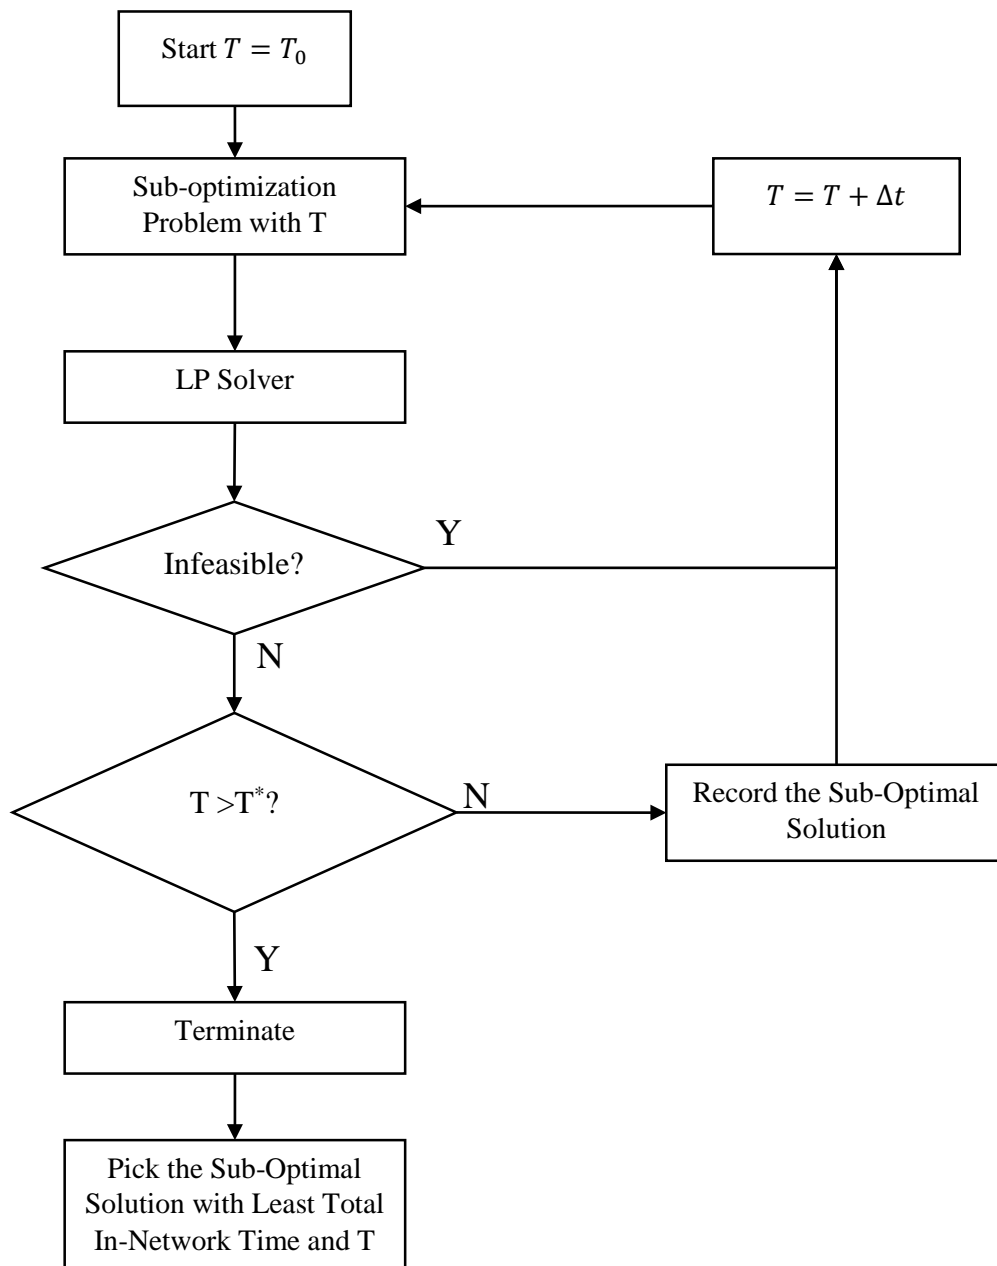 Start T = T₀
Sub-optimization
Problem with T
T = T + Δt
LP Solver
Infeasible?
Y
N
T >T*?
N
Record the Sub-Optimal
Solution
Y
Terminate
Pick the Sub-Optimal
Solution with Least Total
In-Network Time and T